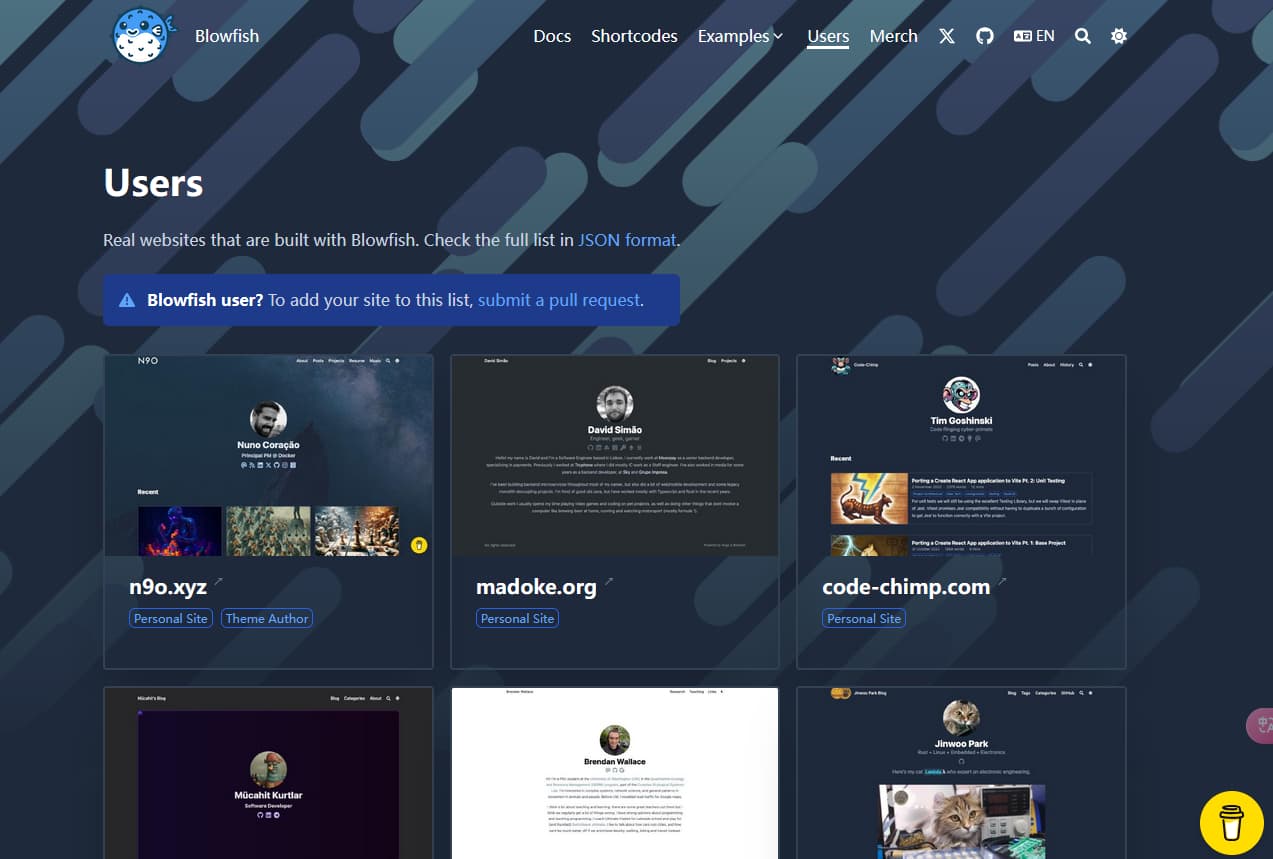 Blowfish
Docs Shortcodes Examples Users Merch EN
Users
Real websites that are built with Blowfish. Check the full list in JSON format.
Blowfish user? To add your site to this list, submit a pull request.
N9O
About Posts Projects Resume Music
Nuno Coração
Principal PM @ Docker
Recent
n9o.xyz
Personal Site Theme Author
David Simão
Blog Projects
David Simão
Engineer, geek, gamer.
madoke.org
Personal Site
Code-Chimp
Posts About History
Tim Goshinski
Code flinging cyber-primate
Recent
Porting a Create React App application to Vite Pt. 2: Unit Testing
Porting a Create React App application to Vite Pt. 1: Base Project
code-chimp.com
Personal Site
Mücahit's Blog
Blog Categories About
Mücahit Kurtlar
Software Developer
Brendan Wallace
Research Teaching Links
Brendan Wallace
Jinwoo Park Blog
Blog Tags Categories GitHub
Jinwoo Park
Rust • Linux • Embedded • Electronics
Here's my cat Lambda λ who expert on electronic engineering.